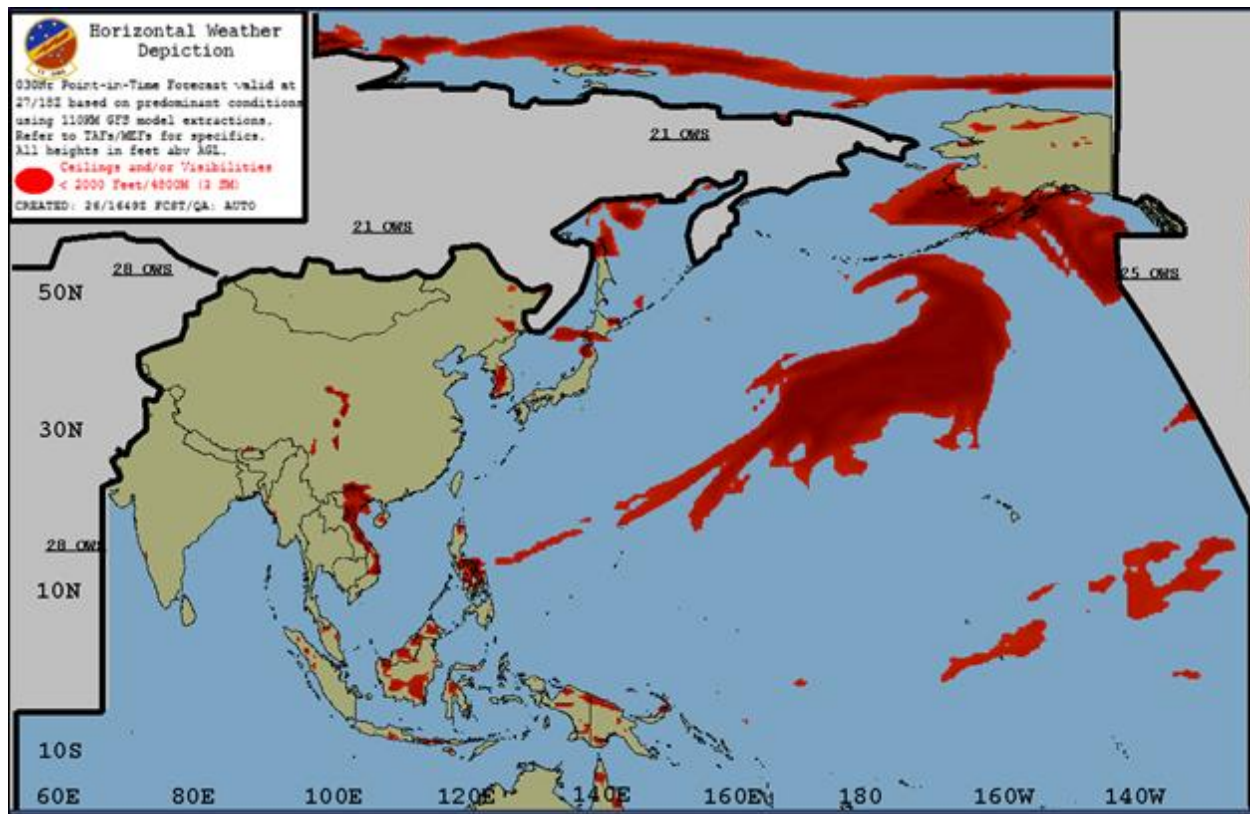 Horizontal Weather
Depiction
030Hr Point-in-Time Forecast valid at
27/18Z based on predominant conditions
using 110KM GFS model extractions.
Refer to TAFs/MEFs for specifics.
All heights in feet abv AGL.
Ceilings and/or Visibilities
< 2000 Feet/4800M (3 SM)
CREATED: 26/1649Z FCST/QA: AUTO
21 OWS
21 OWS
28 OWS
25 OWS
50N
30N
28 OWS
10N
10S
60E
80E
100E
120E
140E
160E
180
160W
140W